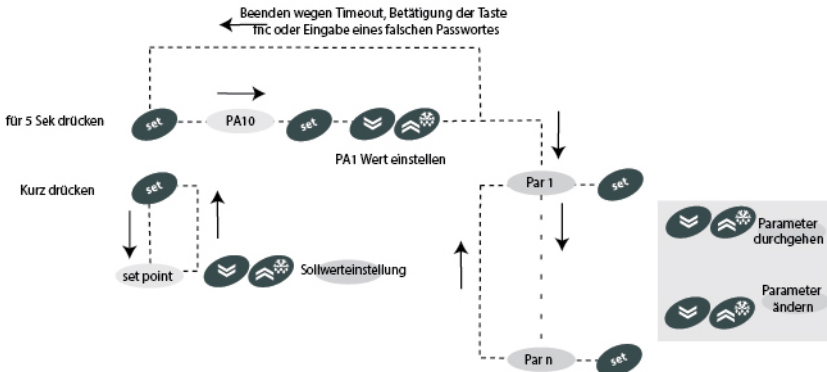 Beenden wegen Timeout, Betätigung der Taste
fnc oder Eingabe eines falschen Passwortes
für 5 Sek drücken
set
PA10
set
PA1 Wert einstellen
Kurz drücken
set
Par 1
set
set point
Sollwerteinstellung
Parameter
durchgehen
Parameter
ändern
Par n
set